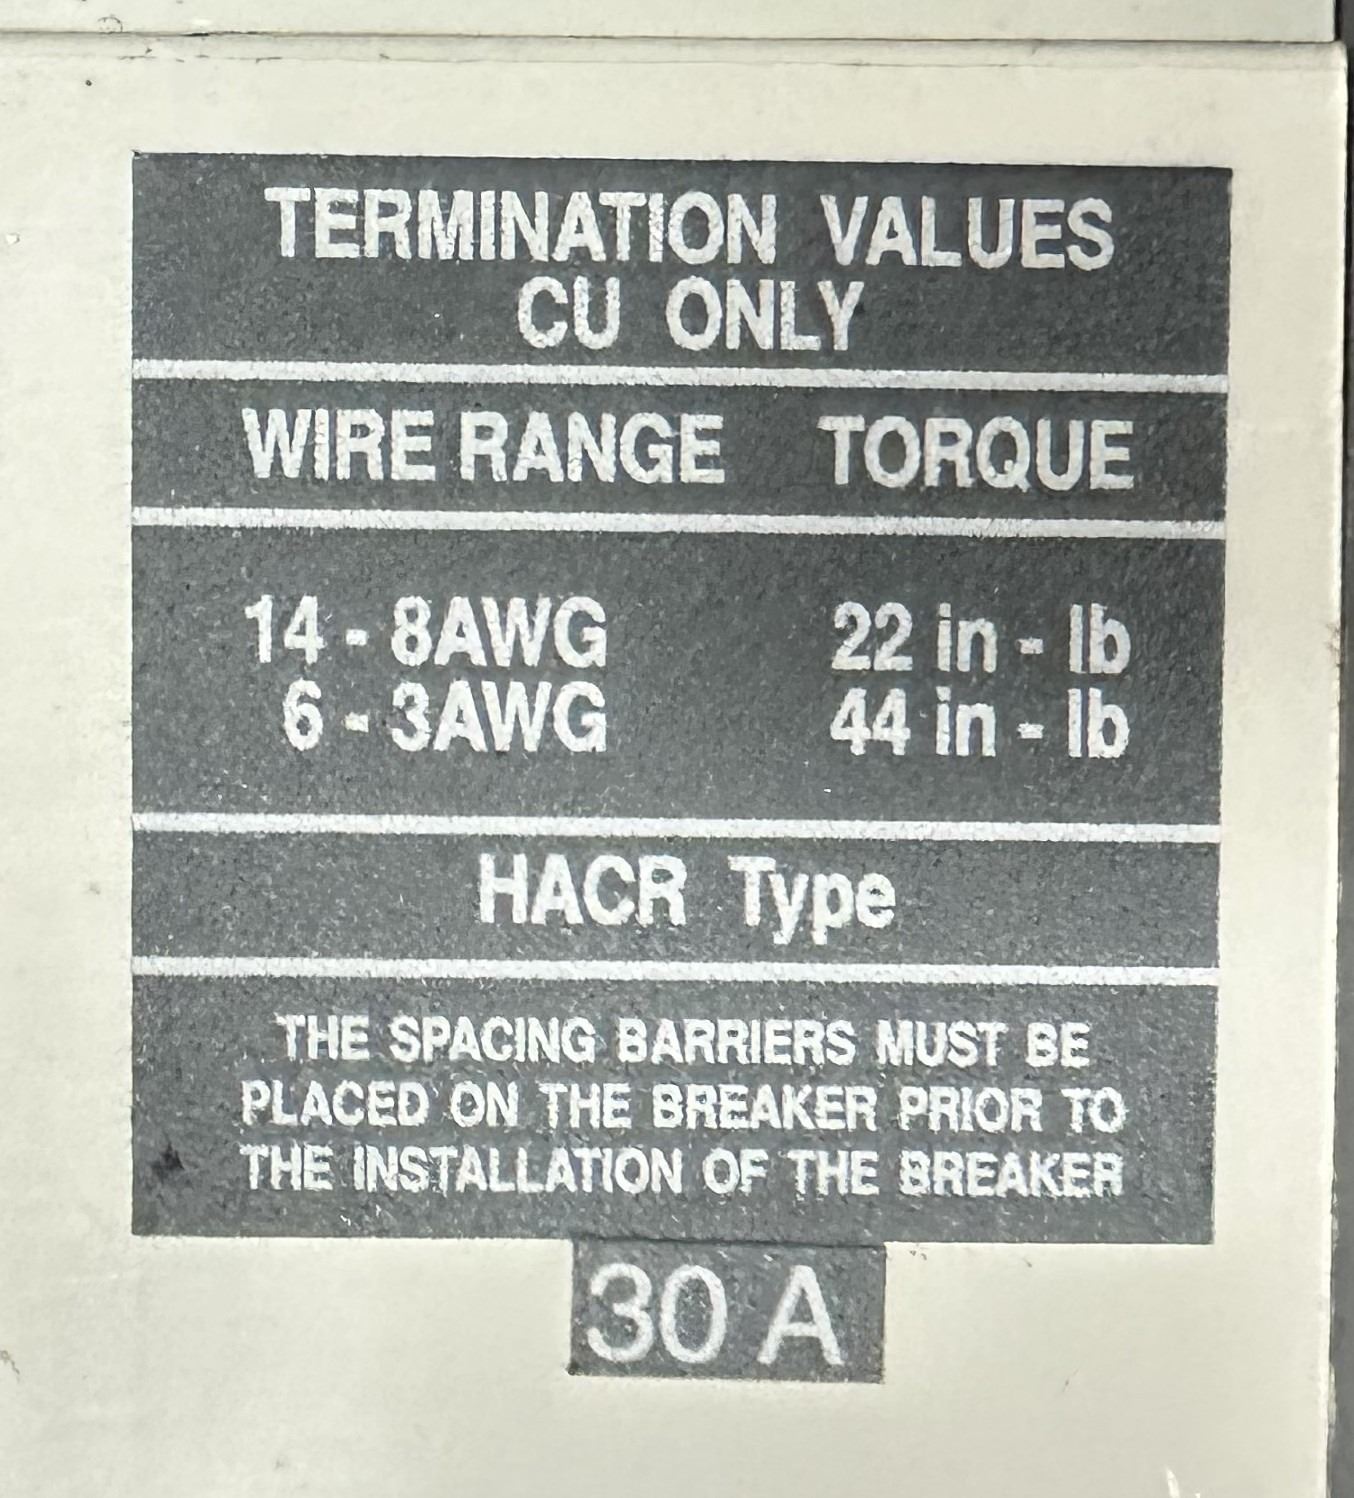 TERMINATION VALUES
CU ONLY
WIRE RANGE TORQUE
14 - 8AWG 22 in - lb
6 - 3AWG 44 in - lb
HACR Type
THE SPACING BARRIERS MUST BE
PLACED ON THE BREAKER PRIOR TO
THE INSTALLATION OF THE BREAKER
30 A